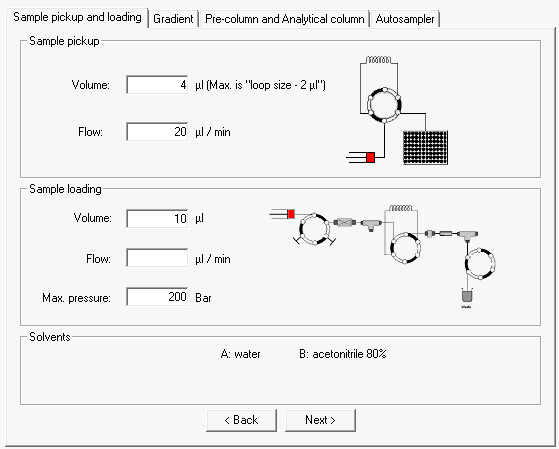 Sample pickup and loading Gradient Pre-column and Analytical column Autosampler
Sample pickup
Volume: 4 µl (Max. is "loop size - 2 µl")
Flow: 20 µl / min
Sample loading
Volume: 10 µl
Flow: µl / min
Max. pressure: 200 Bar
Waste
Solvents
A: water B: acetonitrile 80%
< Back Next >